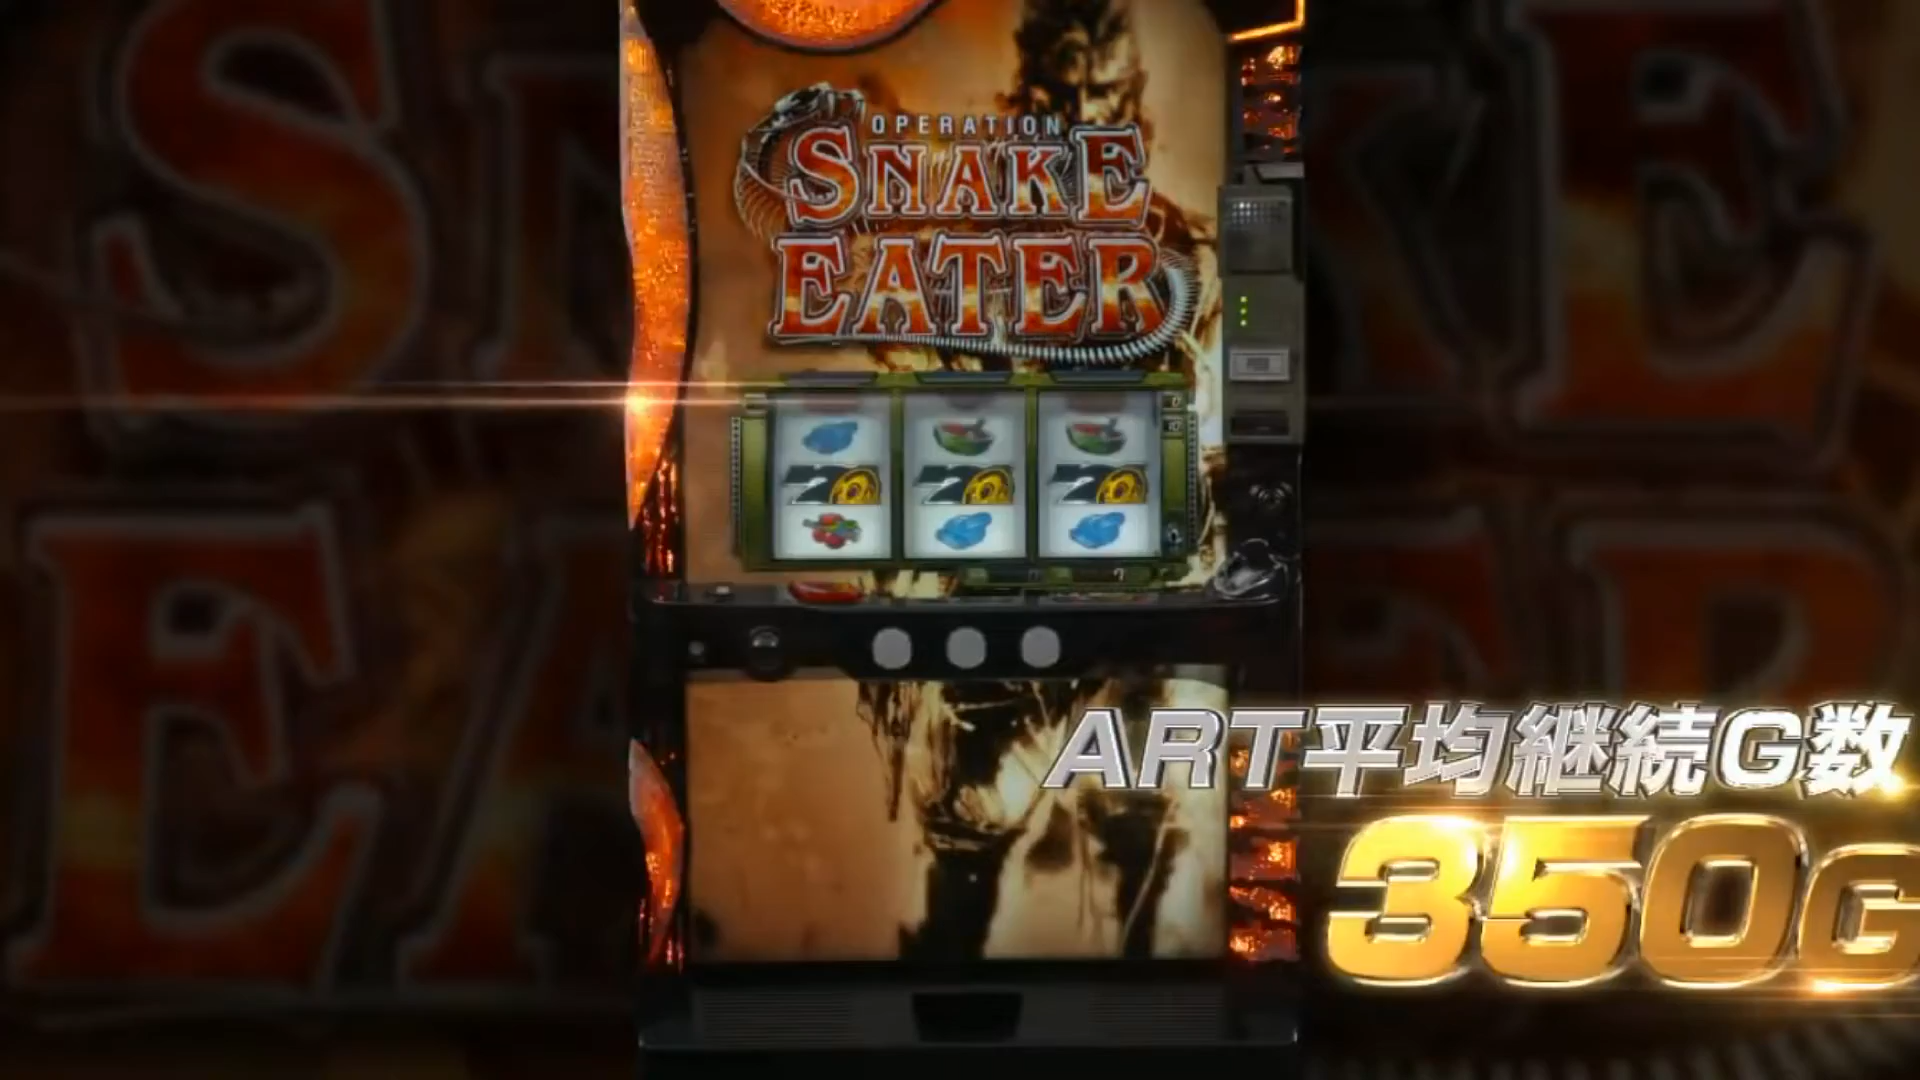 OPERATION
SNAKE
EATER
ART平均継続G数
350G